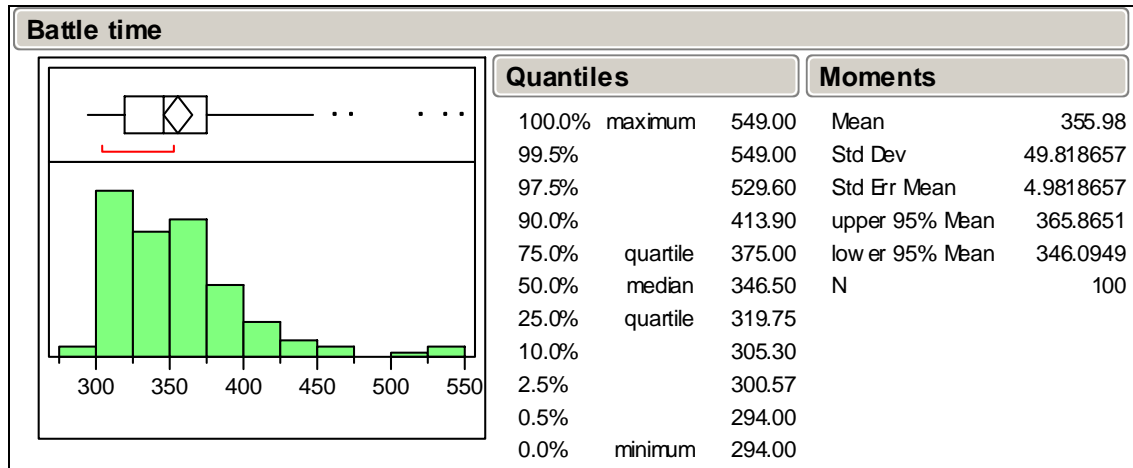 Battle time
300 350 400 450 500 550
Quantiles
100.0% maximum 549.00
99.5% 549.00
97.5% 529.60
90.0% 413.90
75.0% quartile 375.00
50.0% median 346.50
25.0% quartile 319.75
10.0% 305.30
2.5% 300.57
0.5% 294.00
0.0% minimum 294.00
Moments
Mean 355.98
Std Dev 49.818657
Std Err Mean 4.9818657
upper 95% Mean 365.8651
lower 95% Mean 346.0949
N 100